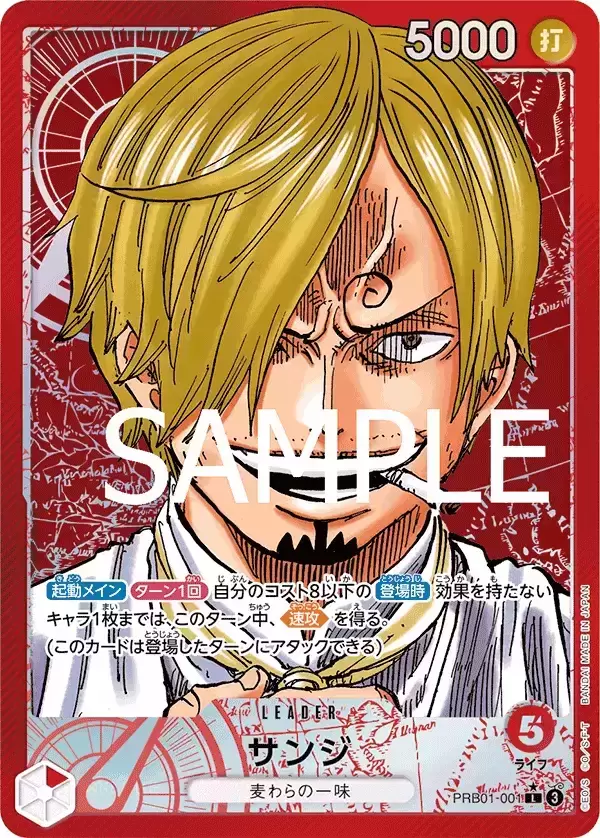 5000 打
SAMPLE
起動メイン ターン1回 自分のコスト8以下の 登場時 効果を持たない
キャラ1枚までは、このターン中、 速攻 を得る。
(このカードは登場したターンにアタックできる)
LEADER
サンジ
麦わらの一味
5
ライフ
PRB01-001 L 3
©E.O/S. ©O./S,F,T BANDAI MADE IN JAPAN